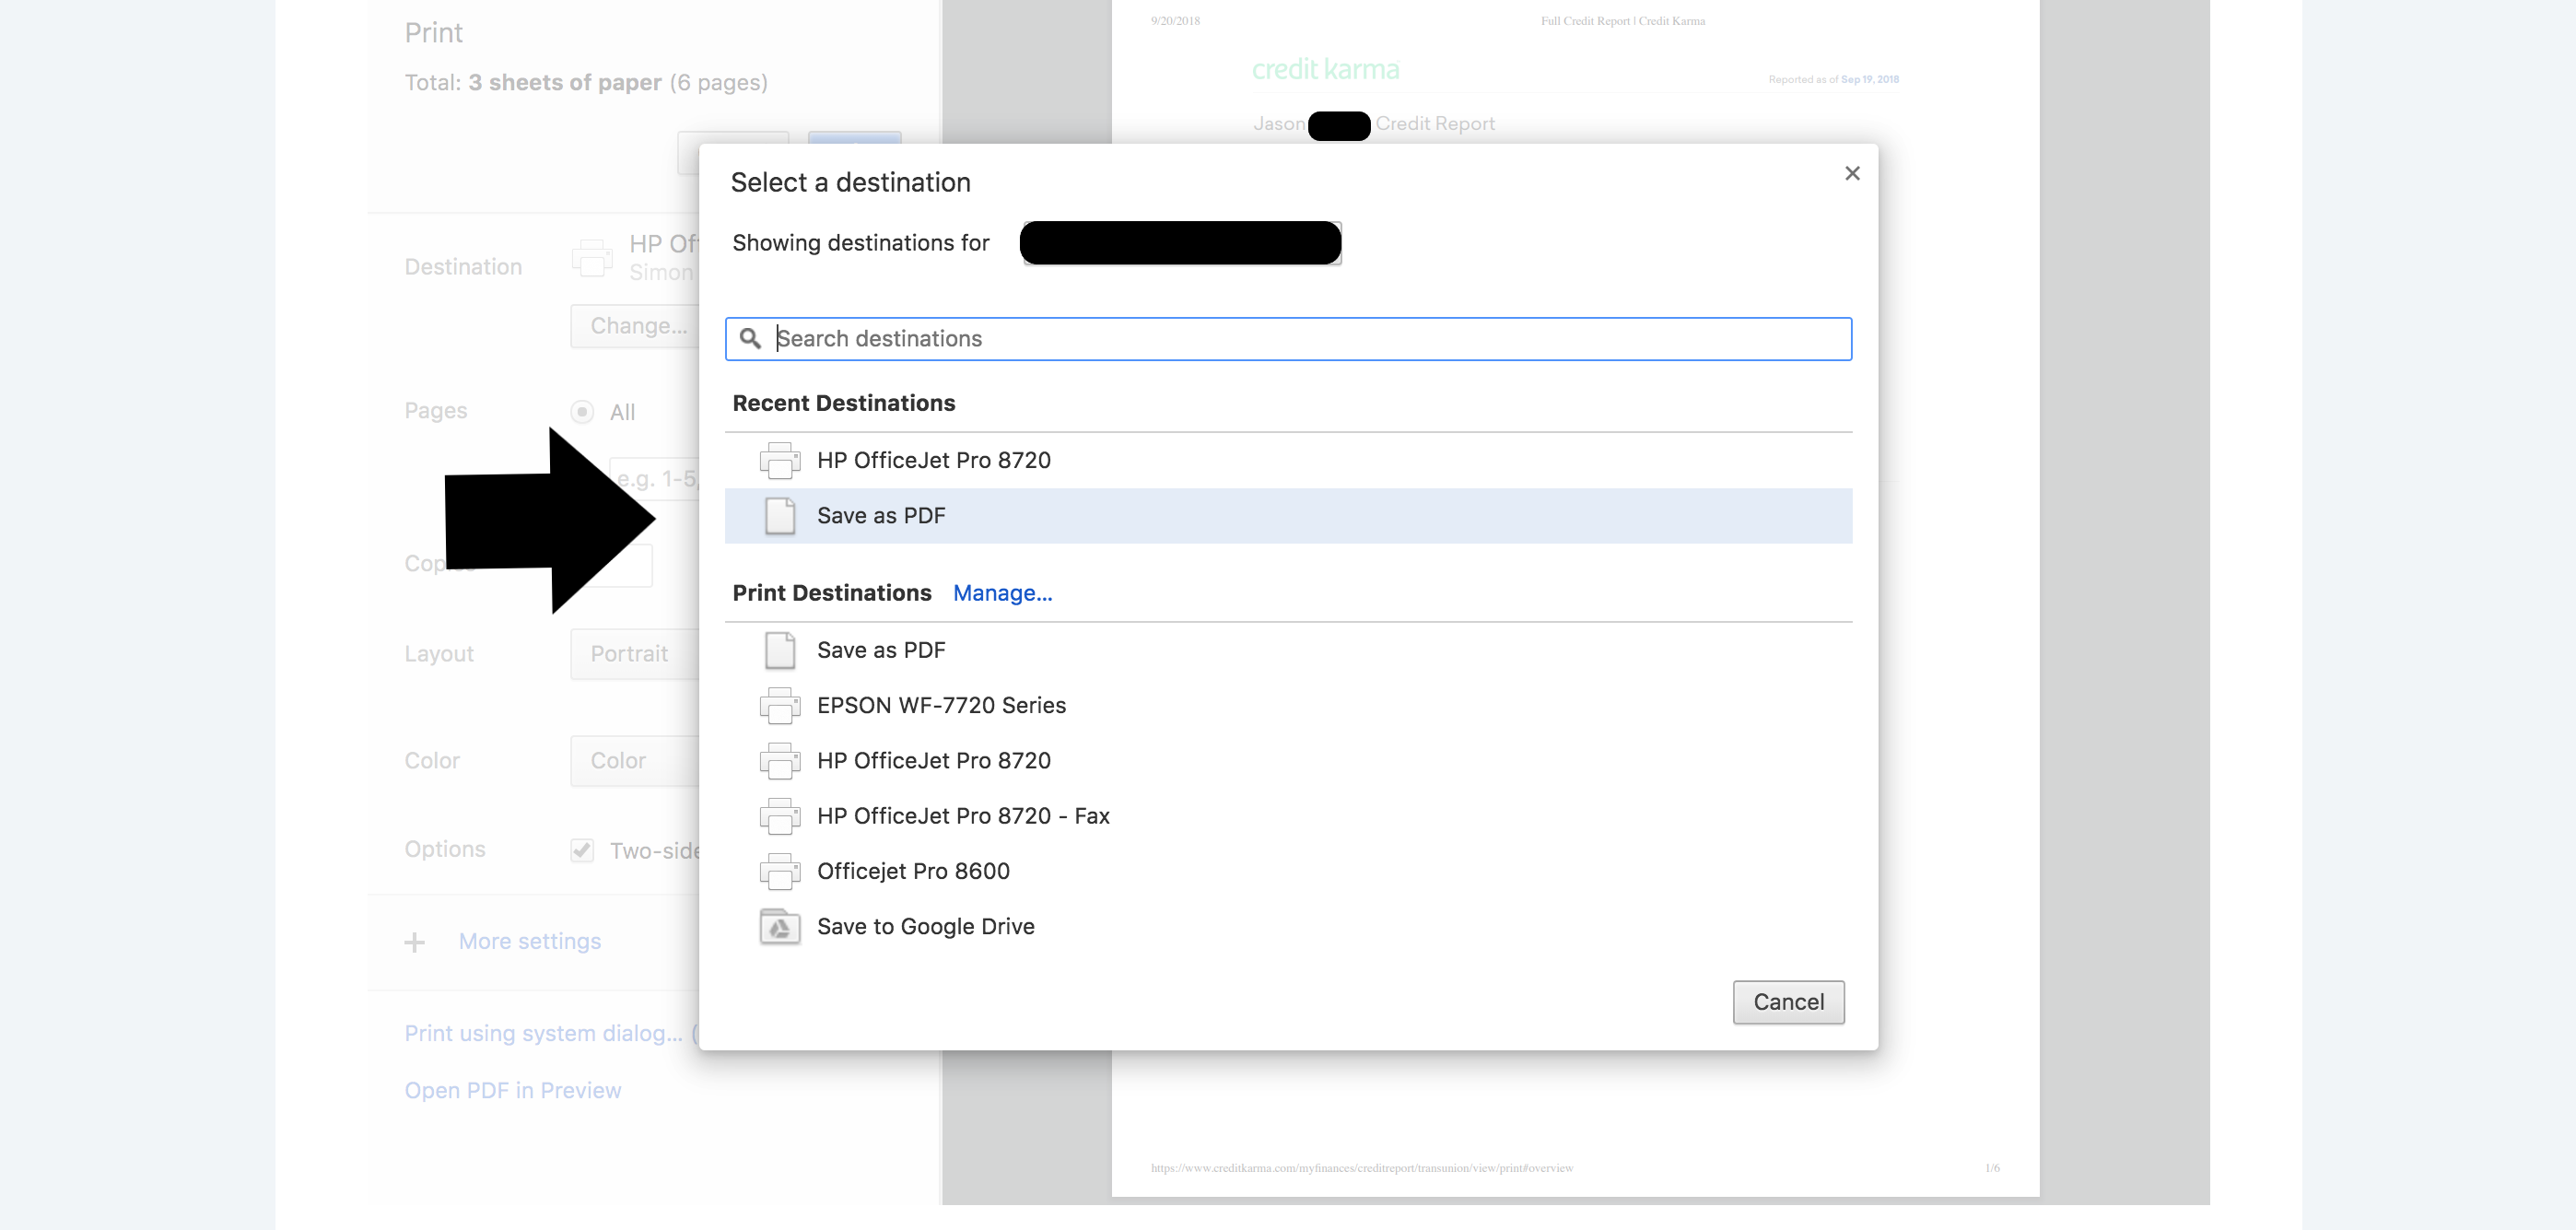 Print
Total: 3 sheets of paper (6 pages)
Destination
HP Of
Simon
Change...
Pages
All
e.g. 1-5,
Layout
Portrait
Color
Color
Options
Two-side
More settings
Print using system dialog... (
Open PDF in Preview
9/20/2018 Full Credit Report | Credit Karma
credit karma
Reported as of Sep 19, 2018
Jason Credit Report
Select a destination
Showing destinations for
Search destinations
Recent Destinations
HP OfficeJet Pro 8720
Save as PDF
Print Destinations Manage...
Save as PDF
EPSON WF-7720 Series
HP OfficeJet Pro 8720
HP OfficeJet Pro 8720 - Fax
Officejet Pro 8600
Save to Google Drive
Cancel
https://www.creditkarma.com/myfinances/creditreport/transunion/view/print#overview 1/6